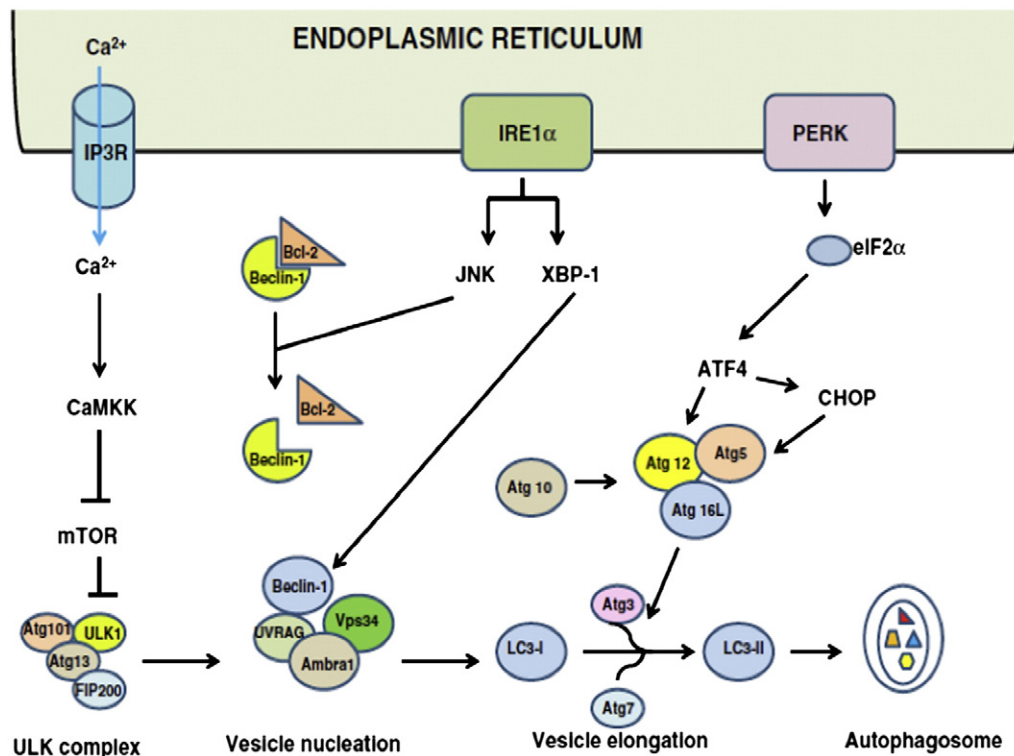 ENDOPLASMIC RETICULUM
Ca²⁺
IP3R
IRE1α
PERK
Ca²⁺
Bcl-2
Beclin-1
JNK
XBP-1
eIF2α
CaMKK
Bcl-2
Beclin-1
ATF4
CHOP
Atg 12
Atg5
Atg 10
Atg 16L
mTOR
Beclin-1
UVRAG
Vps34
Ambra1
Atg101
ULK1
Atg13
FIP200
Atg3
LC3-I
LC3-II
Atg7
ULK complex
Vesicle nucleation
Vesicle elongation
Autophagosome